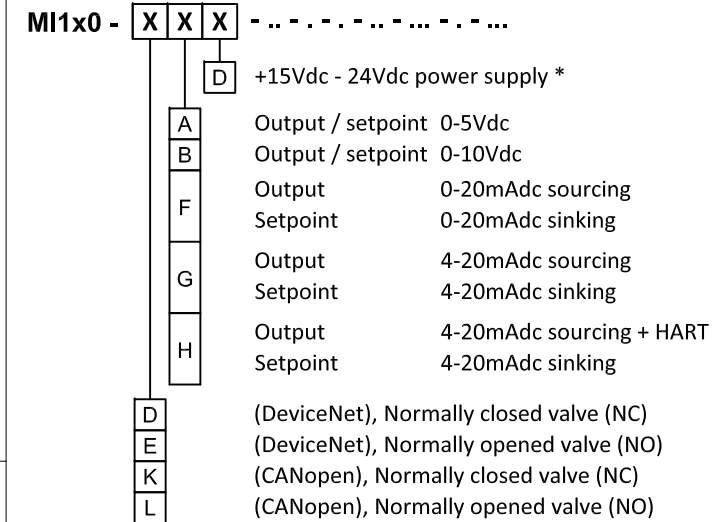 MI1x0 - X X X - .. - . - . - .. - ... - . - ...
D +15Vdc - 24Vdc power supply *
A Output / setpoint 0-5Vdc
B Output / setpoint 0-10Vdc
F Output 0-20mAdc sourcing
Setpoint 0-20mAdc sinking
G Output 4-20mAdc sourcing
Setpoint 4-20mAdc sinking
H Output 4-20mAdc sourcing + HART
Setpoint 4-20mAdc sinking
D (DeviceNet), Normally closed valve (NC)
E (DeviceNet), Normally opened valve (NO)
K (CANopen), Normally closed valve (NC)
L (CANopen), Normally opened valve (NO)